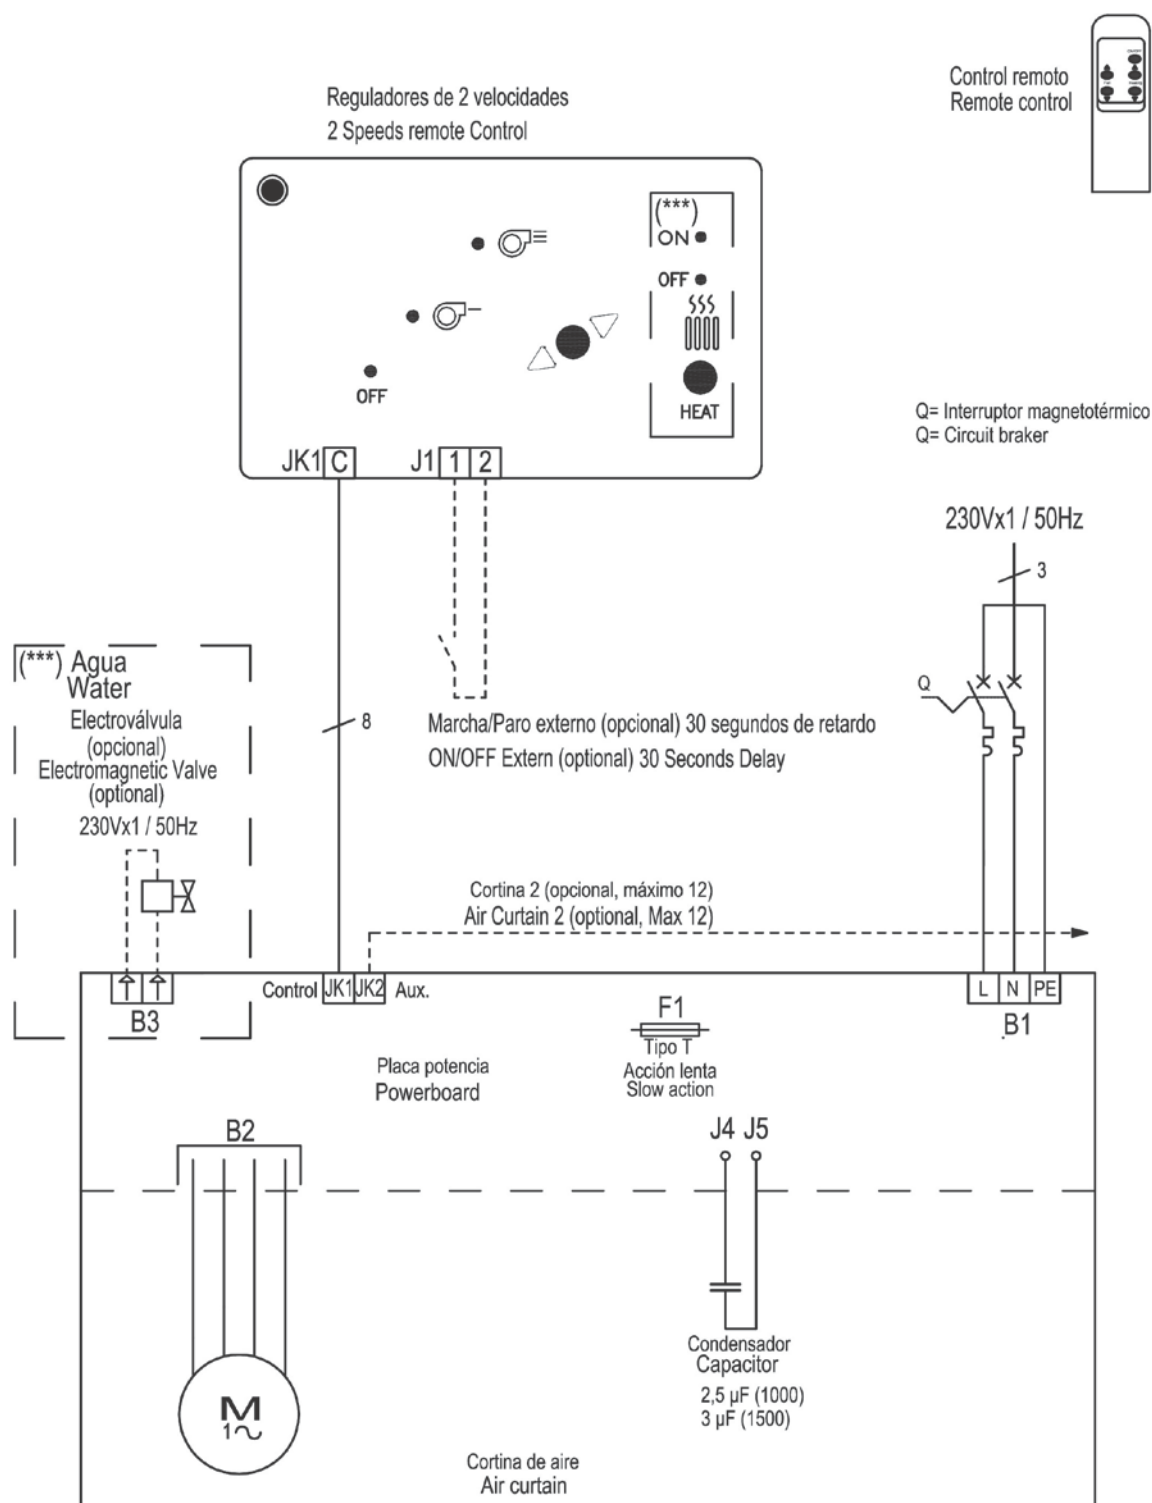 Control remoto
Remote control
Reguladores de 2 velocidades
2 Speeds remote Control
(***)
ON
OFF
HEAT
OFF
JK1 C
J1 1 2
Q= Interruptor magnetotérmico
Q= Circuit braker
230Vx1 / 50Hz
3
Q
8
Marcha/Paro externo (opcional) 30 segundos de retardo
ON/OFF Extern (optional) 30 Seconds Delay
(***) Agua
Water
Electroválvula
(opcional)
Electromagnetic Valve
(optional)
230Vx1 / 50Hz
Cortina 2 (opcional, máximo 12)
Air Curtain 2 (optional, Max 12)
B3
Control JK1 JK2 Aux.
L N PE
B1
F1
Tipo T
Acción lenta
Slow action
Placa potencia
Powerboard
B2
J4 J5
M
1
Condensador
Capacitor
2,5 µF (1000)
3 µF (1500)
Cortina de aire
Air curtain